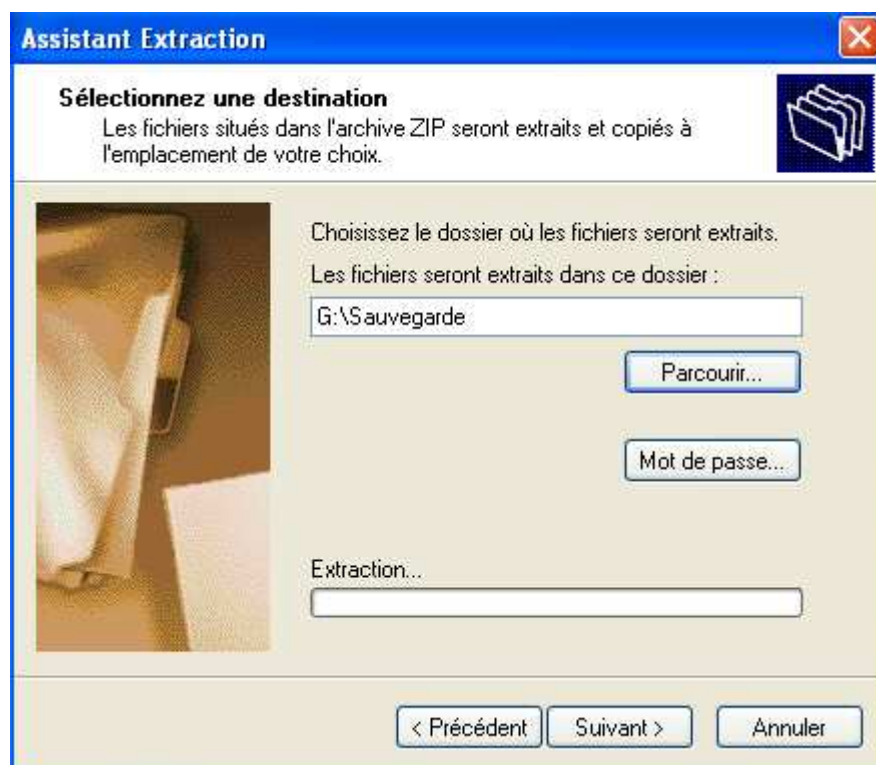 Assistant Extraction
Sélectionnez une destination
Les fichiers situés dans l'archive ZIP seront extraits et copiés à
l'emplacement de votre choix.
Choisissez le dossier où les fichiers seront extraits.
Les fichiers seront extraits dans ce dossier :
G:\Sauvegarde
Parcourir...
Mot de passe...
Extraction...
< Précédent
Suivant >
Annuler